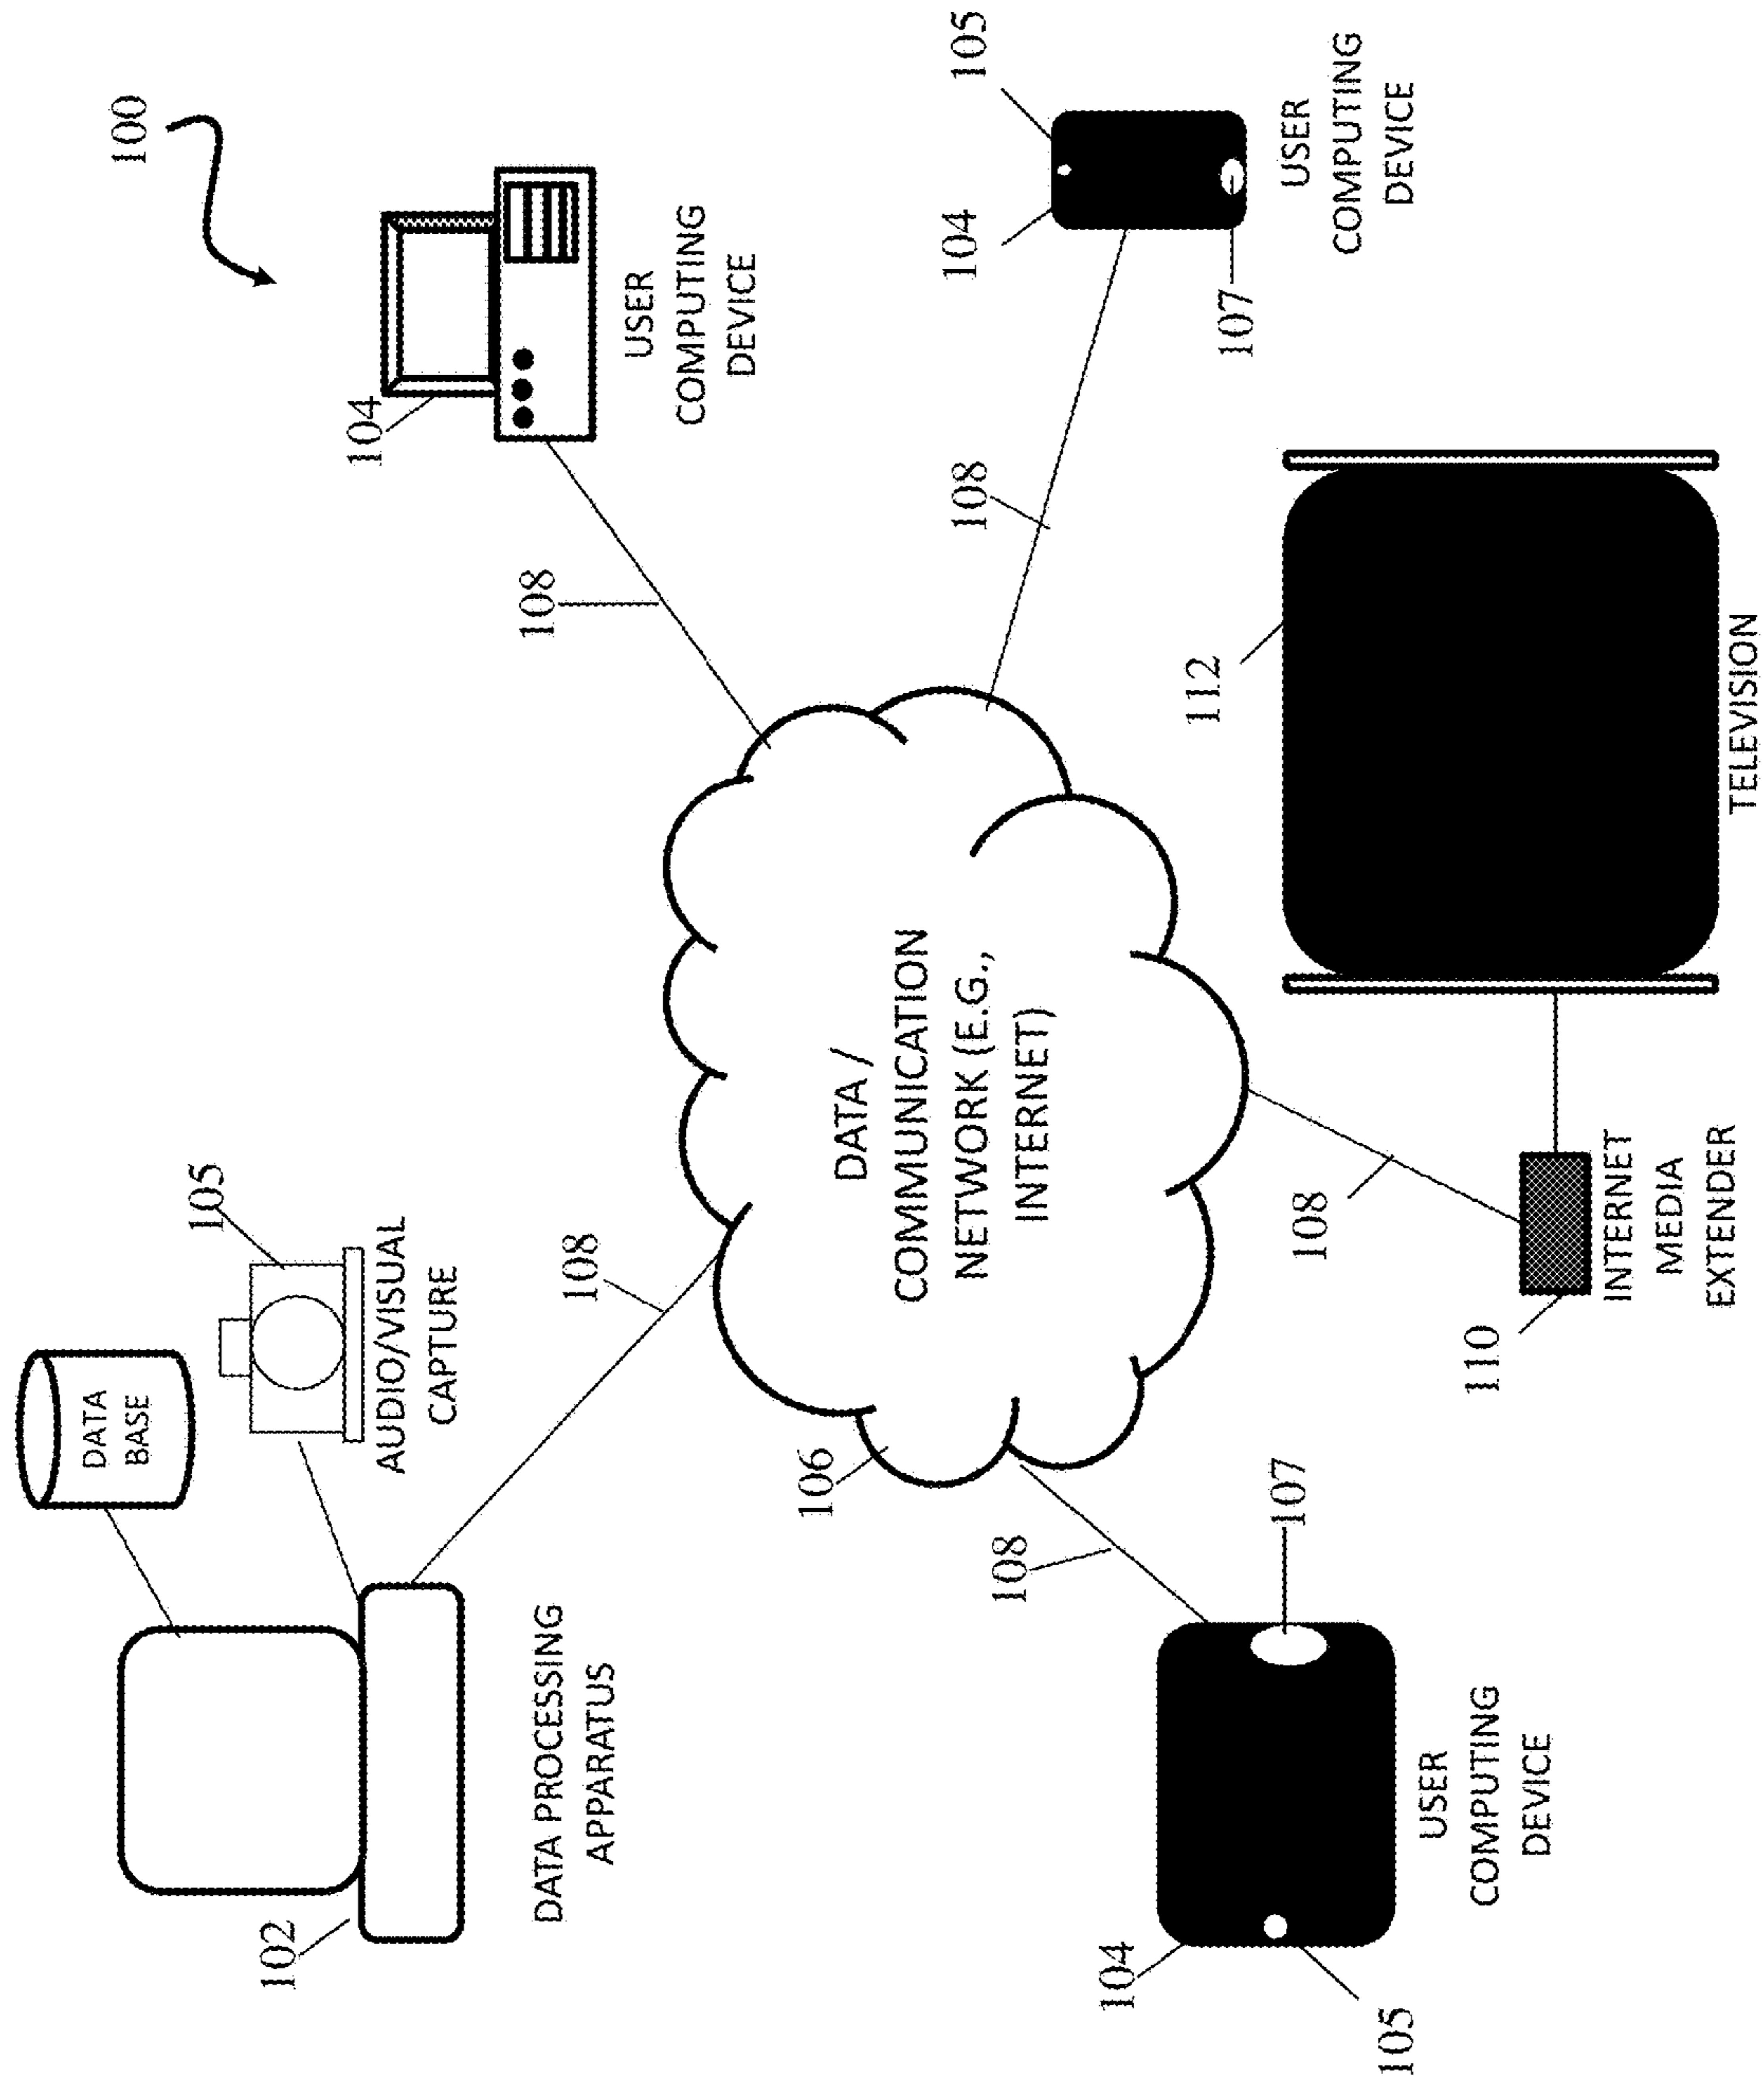 100
DATA
BASE
105
AUDIO/VISUAL
CAPTURE
102
DATA PROCESSING
APPARATUS
108
104
USER
COMPUTING
DEVICE
108
106
DATA /
COMMUNICATION
NETWORK (E.G.,
INTERNET)
108
104
105
107
USER
COMPUTING
DEVICE
108
104
105
107
USER
COMPUTING
DEVICE
108
110
INTERNET
MEDIA
EXTENDER
112
TELEVISION